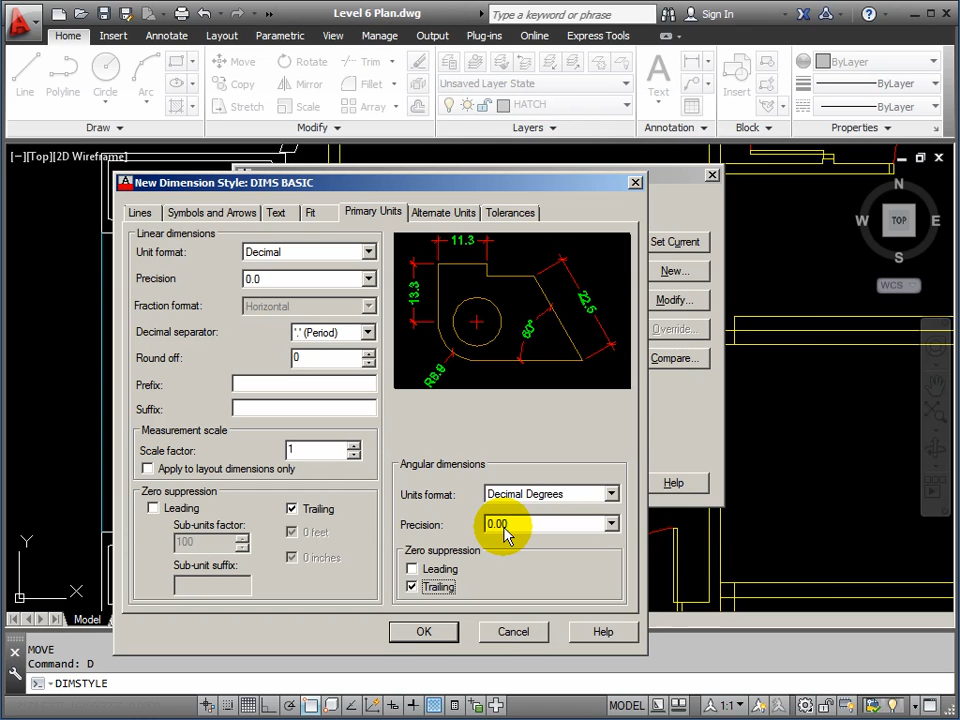 Level 6 Plan.dwg
Type a keyword or phrase
Sign In
Home
Insert
Annotate
Layout
Parametric
View
Manage
Output
Plug-ins
Online
Express Tools
Line
Polyline
Circle
Arc
Move
Rotate
Trim
Copy
Mirror
Fillet
Stretch
Scale
Array
Unsaved Layer State
HATCH
Text
Insert
ByLayer
ByLayer
ByLayer
Draw
Modify
Layers
Annotation
Block
Properties
[−][Top][2D Wireframe]
New Dimension Style: DIMS BASIC
Lines
Symbols and Arrows
Text
Fit
Primary Units
Alternate Units
Tolerances
Linear dimensions
Unit format:
Decimal
Precision
0.0
Fraction format:
Horizontal
Decimal separator:
'.' (Period)
Round off:
0
Prefix:
Suffix:
Measurement scale
Scale factor:
1
Apply to layout dimensions only
Zero suppression
Leading
Trailing
Sub-units factor:
100
0 feet
0 inches
Sub-unit suffix:
11.3
13.3
22.5
60°
R8.9
Angular dimensions
Units format:
Decimal Degrees
Precision:
0.00
Zero suppression
Leading
Trailing
OK
Cancel
Help
Set Current
New...
Modify...
Override...
Compare...
Help
N
W
TOP
E
S
WCS
Y
X
Model
MOVE
Command: D
DIMSTYLE
MODEL
1:1